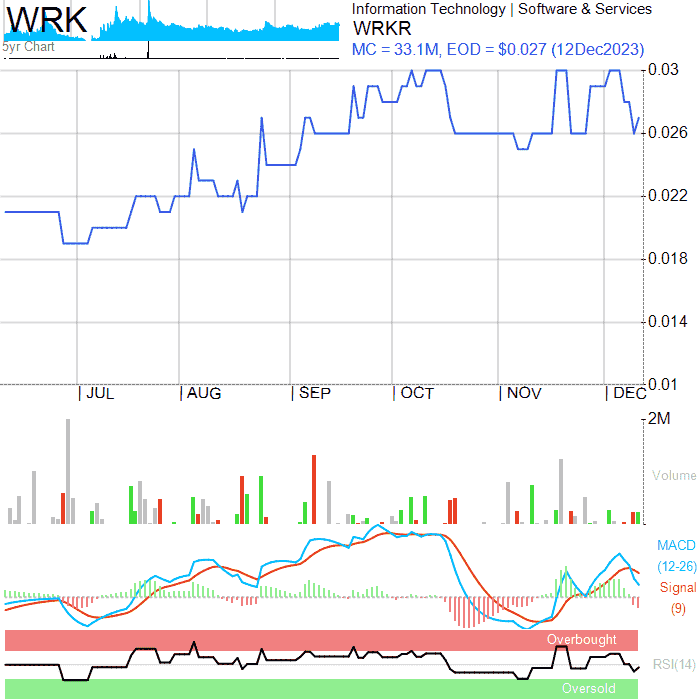 WRK
5yr Chart
Information Technology | Software & Services
WRKR
MC = 33.1M, EOD = $0.027 (12Dec2023)
0.03
0.026
0.022
0.018
0.014
0.01
JUL AUG SEP OCT NOV DEC
2M
Volume
MACD
(12-26)
Signal
(9)
Overbought
RSI(14)
Oversold